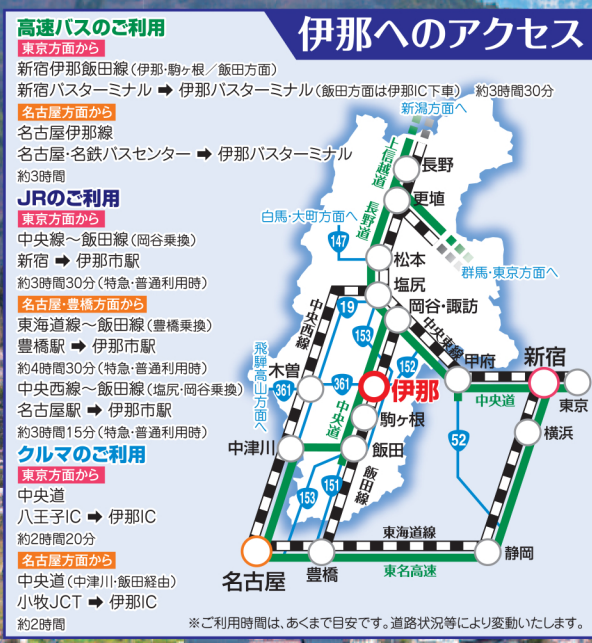 伊那へのアクセス
高速バスのご利用
東京方面から
新宿伊那飯田線(伊那・駒ヶ根/飯田方面)
新宿バスターミナル ➡ 伊那バスターミナル(飯田方面は伊那IC下車) 約3時間30分
名古屋方面から
名古屋伊那線
名古屋・名鉄バスセンター ➡ 伊那バスターミナル
約3時間
JRのご利用
東京方面から
中央線~飯田線(岡谷乗換)
新宿 ➡ 伊那市駅
約3時間30分(特急・普通利用時)
名古屋・豊橋方面から
東海道線~飯田線(豊橋乗換)
豊橋駅 ➡ 伊那市駅
約4時間30分(特急・普通利用時)
中央西線~飯田線(塩尻・岡谷乗換)
名古屋駅 ➡ 伊那市駅
約3時間15分(特急・普通利用時)
クルマのご利用
東京方面から
中央道
八王子IC ➡ 伊那IC
約2時間20分
名古屋方面から
中央道(中津川・飯田経由)
小牧JCT ➡ 伊那IC
約2時間
新潟方面へ
上信越道
長野
更埴
白馬・大町方面へ
長野道
147
群馬・東京方面へ
松本
塩尻
岡谷・諏訪
19
中央西線
153
中央東線
152
飛騨高山方面へ
木曽
361
361
伊那
甲府
新宿
中央道
東京
中央道
駒ヶ根
横浜
52
中津川
飯田
飯田線
153
151
東海道線
静岡
名古屋
豊橋
東名高速
※ご利用時間は、あくまで目安です。道路状況等により変動いたします。